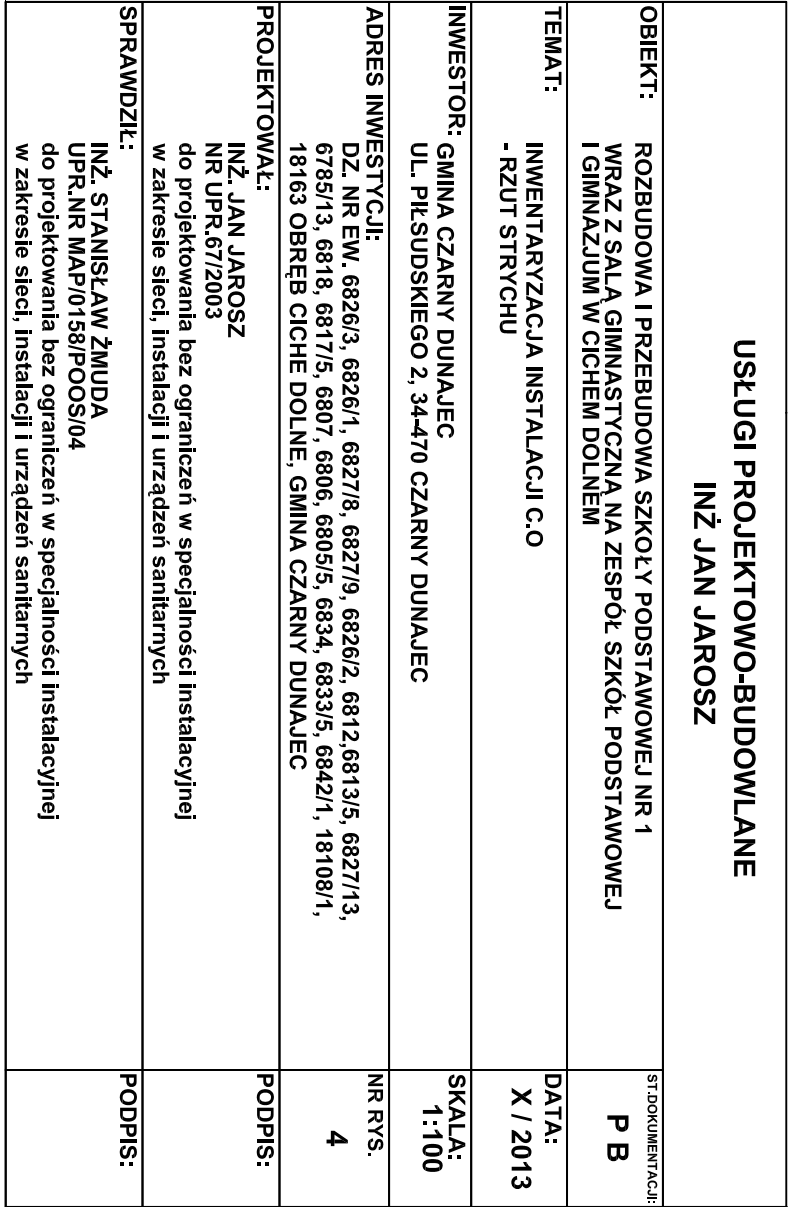 USŁUGI PROJEKTOWO-BUDOWLANE
INŻ JAN JAROSZ
OBIEKT:
ROZBUDOWA I PRZEBUDOWA SZKOŁY PODSTAWOWEJ NR 1
WRAZ Z SALĄ GIMNASTYCZNĄ NA ZESPÓŁ SZKÓŁ PODSTAWOWEJ
I GIMNAZJUM W CICHEM DOLNEM
ST.DOKUMENTACJI:
P B
TEMAT:
INWENTARYZACJA INSTALACJI C.O
- RZUT STRYCHU
DATA:
X / 2013
INWESTOR:
GMINA CZARNY DUNAJEC
UL. PIŁSUDSKIEGO 2, 34-470 CZARNY DUNAJEC
SKALA:
1:100
ADRES INWESTYCJI:
DZ. NR EW. 6826/3, 6826/1, 6827/8, 6827/9, 6826/2, 6812,6813/5, 6827/13,
6785/13, 6818, 6817/5, 6807, 6806, 6805/5, 6834, 6833/5, 6842/1, 18108/1,
18163 OBRĘB CICHE DOLNE, GMINA CZARNY DUNAJEC
NR RYS.
4
PROJEKTOWAŁ:
INŻ. JAN JAROSZ
NR UPR.67/2003
do projektowania bez ograniczeń w specjalności instalacyjnej
w zakresie sieci, instalacji i urządzeń sanitarnych
PODPIS:
SPRAWDZIŁ:
INŻ. STANISŁAW ŻMUDA
UPR.NR MAP/0158/POOS/04
do projektowania bez ograniczeń w specjalności instalacyjnej
w zakresie sieci, instalacji i urządzeń sanitarnych
PODPIS: